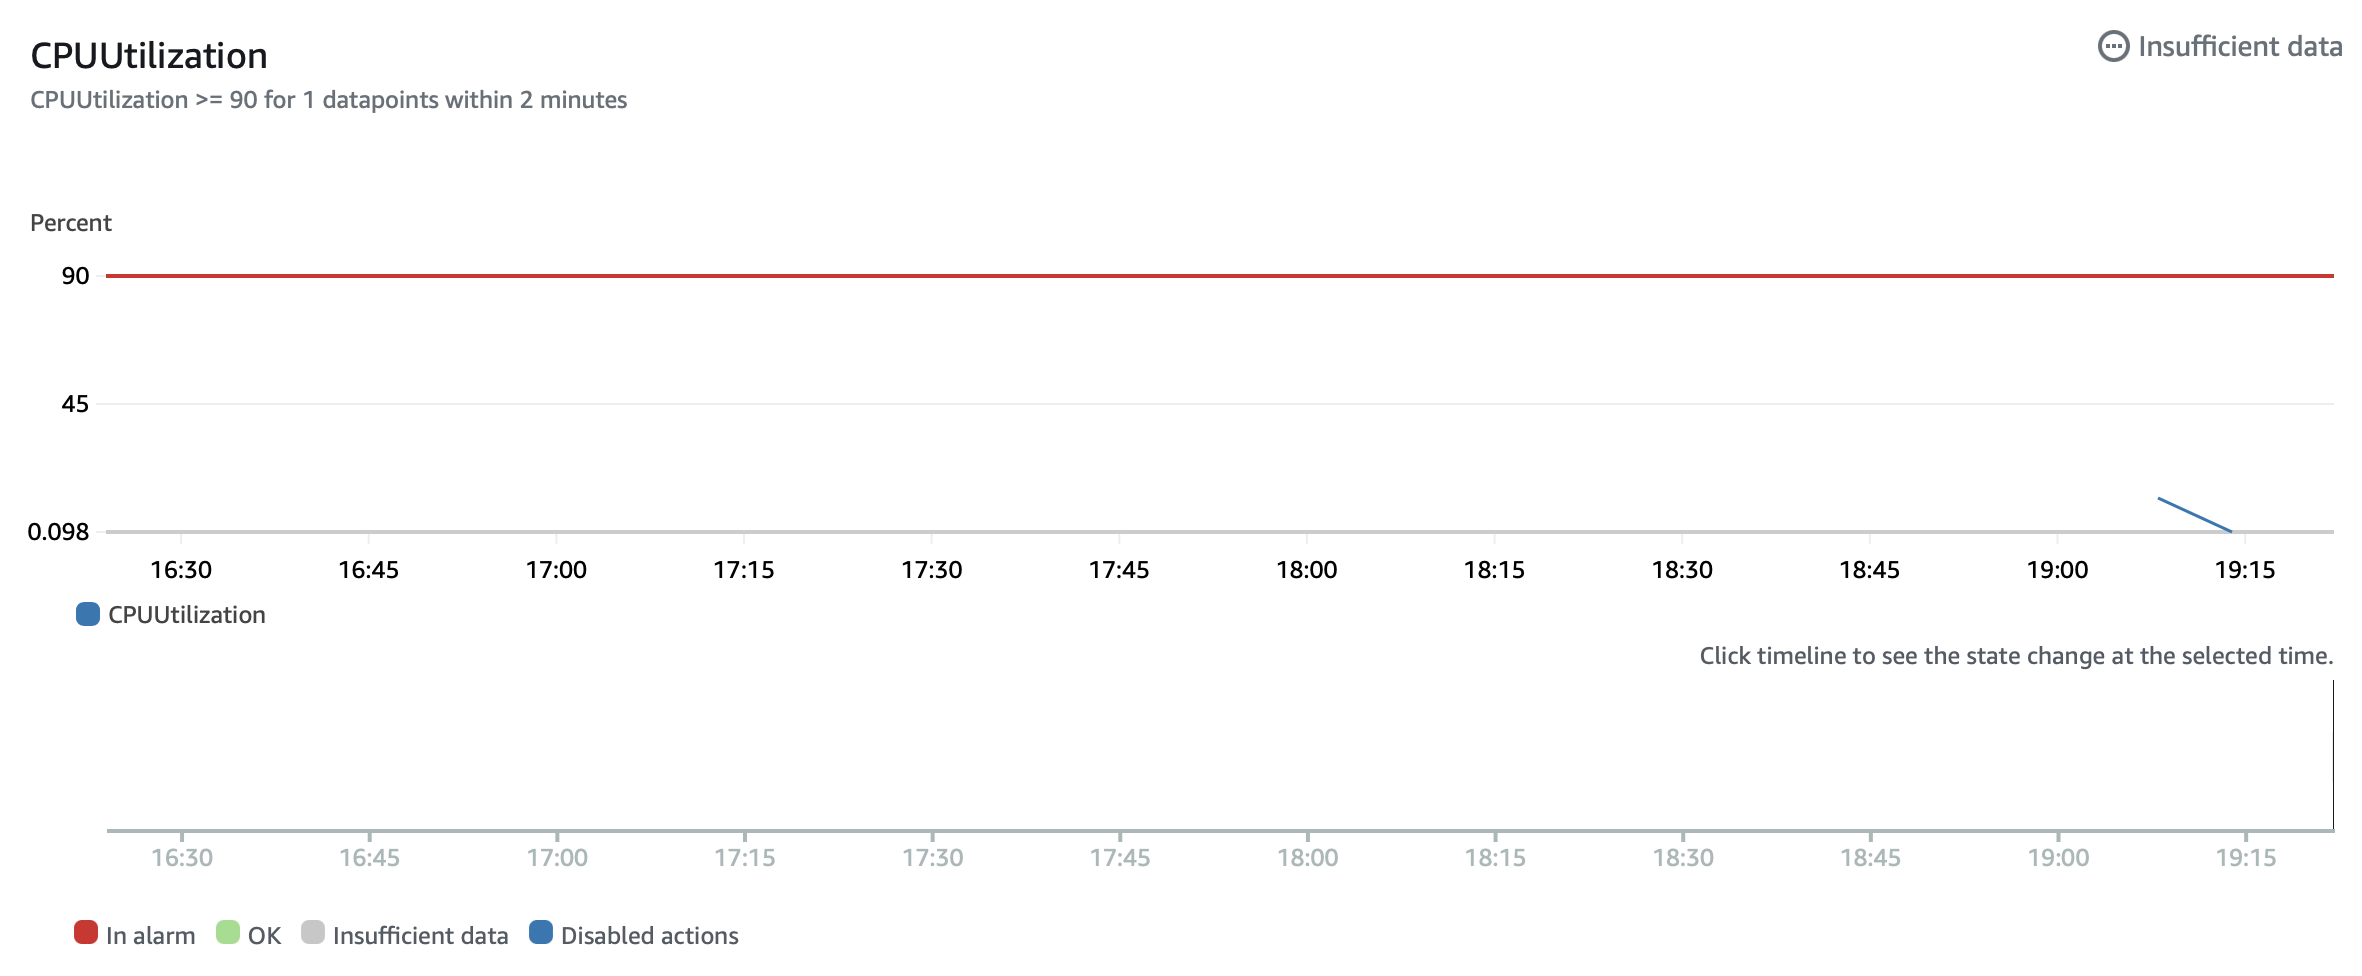 CPUUtilization
Insufficient data
CPUUtilization >= 90 for 1 datapoints within 2 minutes
Percent
90
45
0.098
16:30 16:45 17:00 17:15 17:30 17:45 18:00 18:15 18:30 18:45 19:00 19:15
CPUUtilization
Click timeline to see the state change at the selected time.
16:30 16:45 17:00 17:15 17:30 17:45 18:00 18:15 18:30 18:45 19:00 19:15
In alarm OK Insufficient data Disabled actions